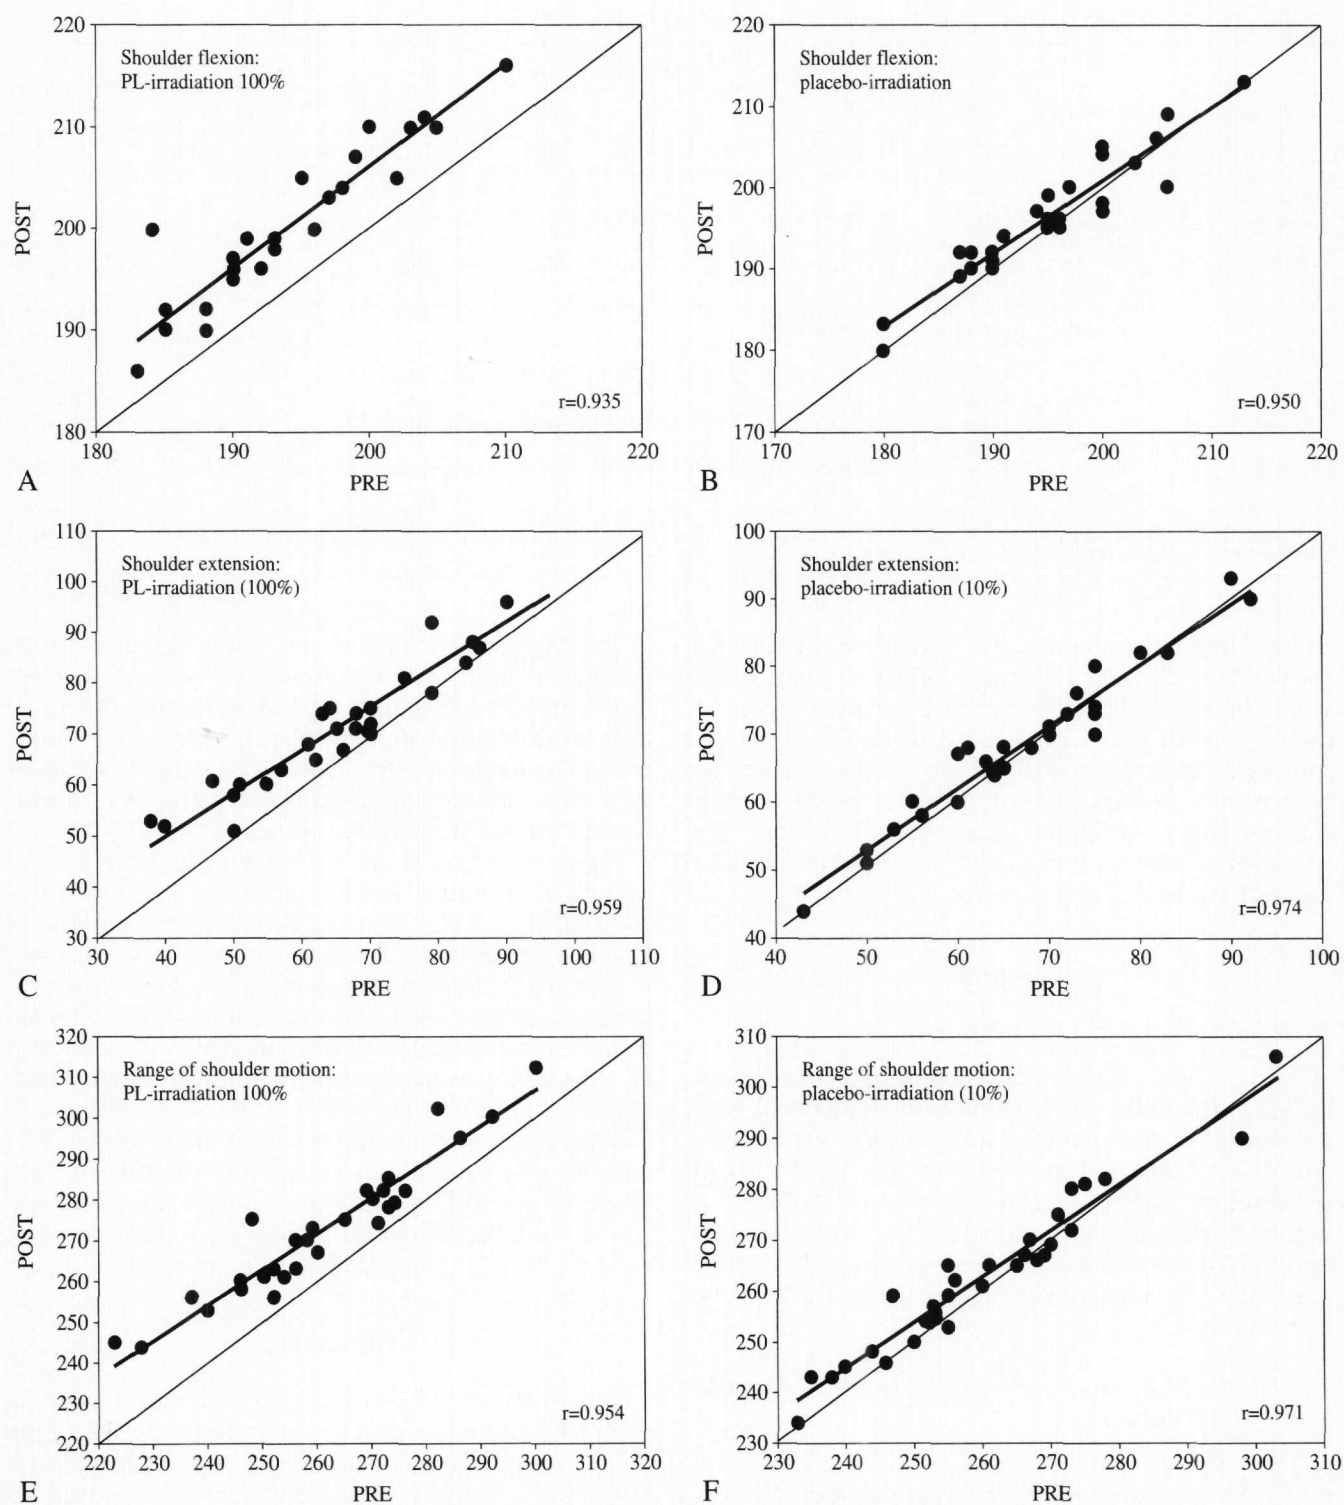 220
210
200
190
180
POST
Shoulder flexion:
PL-irradiation 100%
r=0.935
180 190 200 210 220
PRE
A
220
210
200
190
180
170
POST
Shoulder flexion:
placebo-irradiation
r=0.950
170 180 190 200 210 220
PRE
B
110
100
90
80
70
60
50
40
30
POST
Shoulder extension:
PL-irradiation (100%)
r=0.959
30 40 50 60 70 80 90 100 110
PRE
C
100
90
80
70
60
50
40
POST
Shoulder extension:
placebo-irradiation (10%)
r=0.974
40 50 60 70 80 90 100
PRE
D
320
310
300
290
280
270
260
250
240
230
220
POST
Range of shoulder motion:
PL-irradiation 100%
r=0.954
220 230 240 250 260 270 280 290 300 310 320
PRE
E
310
300
290
280
270
260
250
240
230
POST
Range of shoulder motion:
placebo-irradiation (10%)
r=0.971
230 240 250 260 270 280 290 300 310
PRE
F